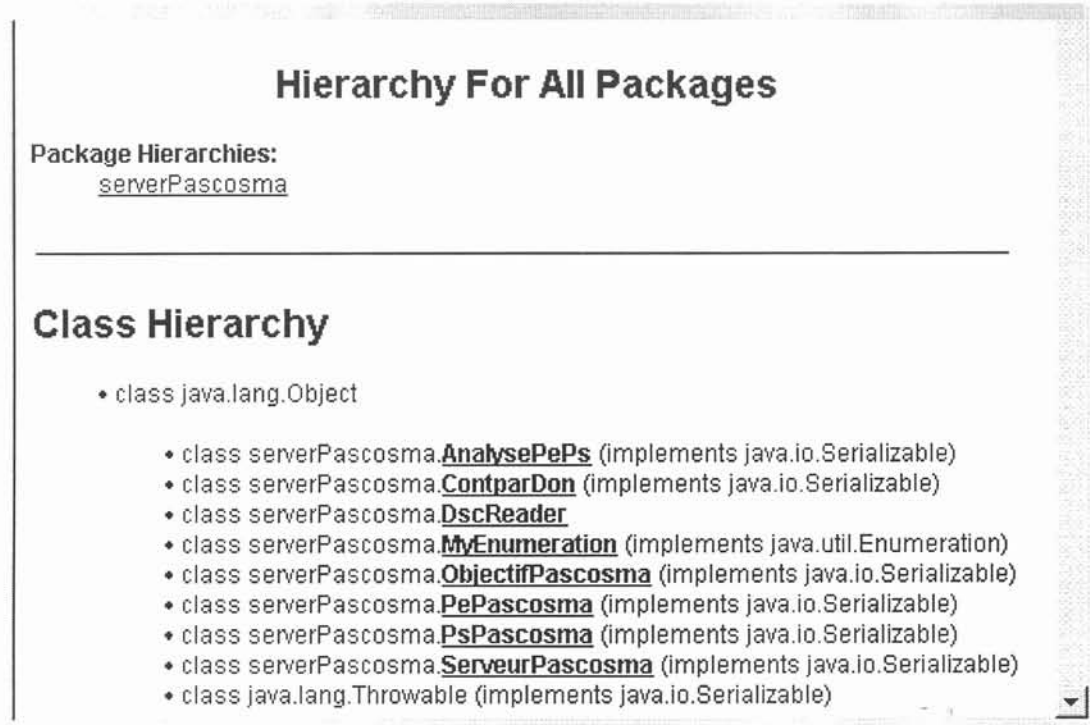 Hierarchy For All Packages
Package Hierarchies:
serverPascosma
Class Hierarchy
• class java.lang.Object
• class serverPascosma.AnalysePePs (implements java.io.Serializable)
• class serverPascosma.ContparDon (implements java.io.Serializable)
• class serverPascosma.DscReader
• class serverPascosma.MyEnumeration (implements java.util.Enumeration)
• class serverPascosma.ObjectifPascosma (implements java.io.Serializable)
• class serverPascosma.PePascosma (implements java.io.Serializable)
• class serverPascosma.PsPascosma (implements java.io.Serializable)
• class serverPascosma.ServeurPascosma (implements java.io.Serializable)
• class java.lang.Throwable (implements java.io.Serializable)